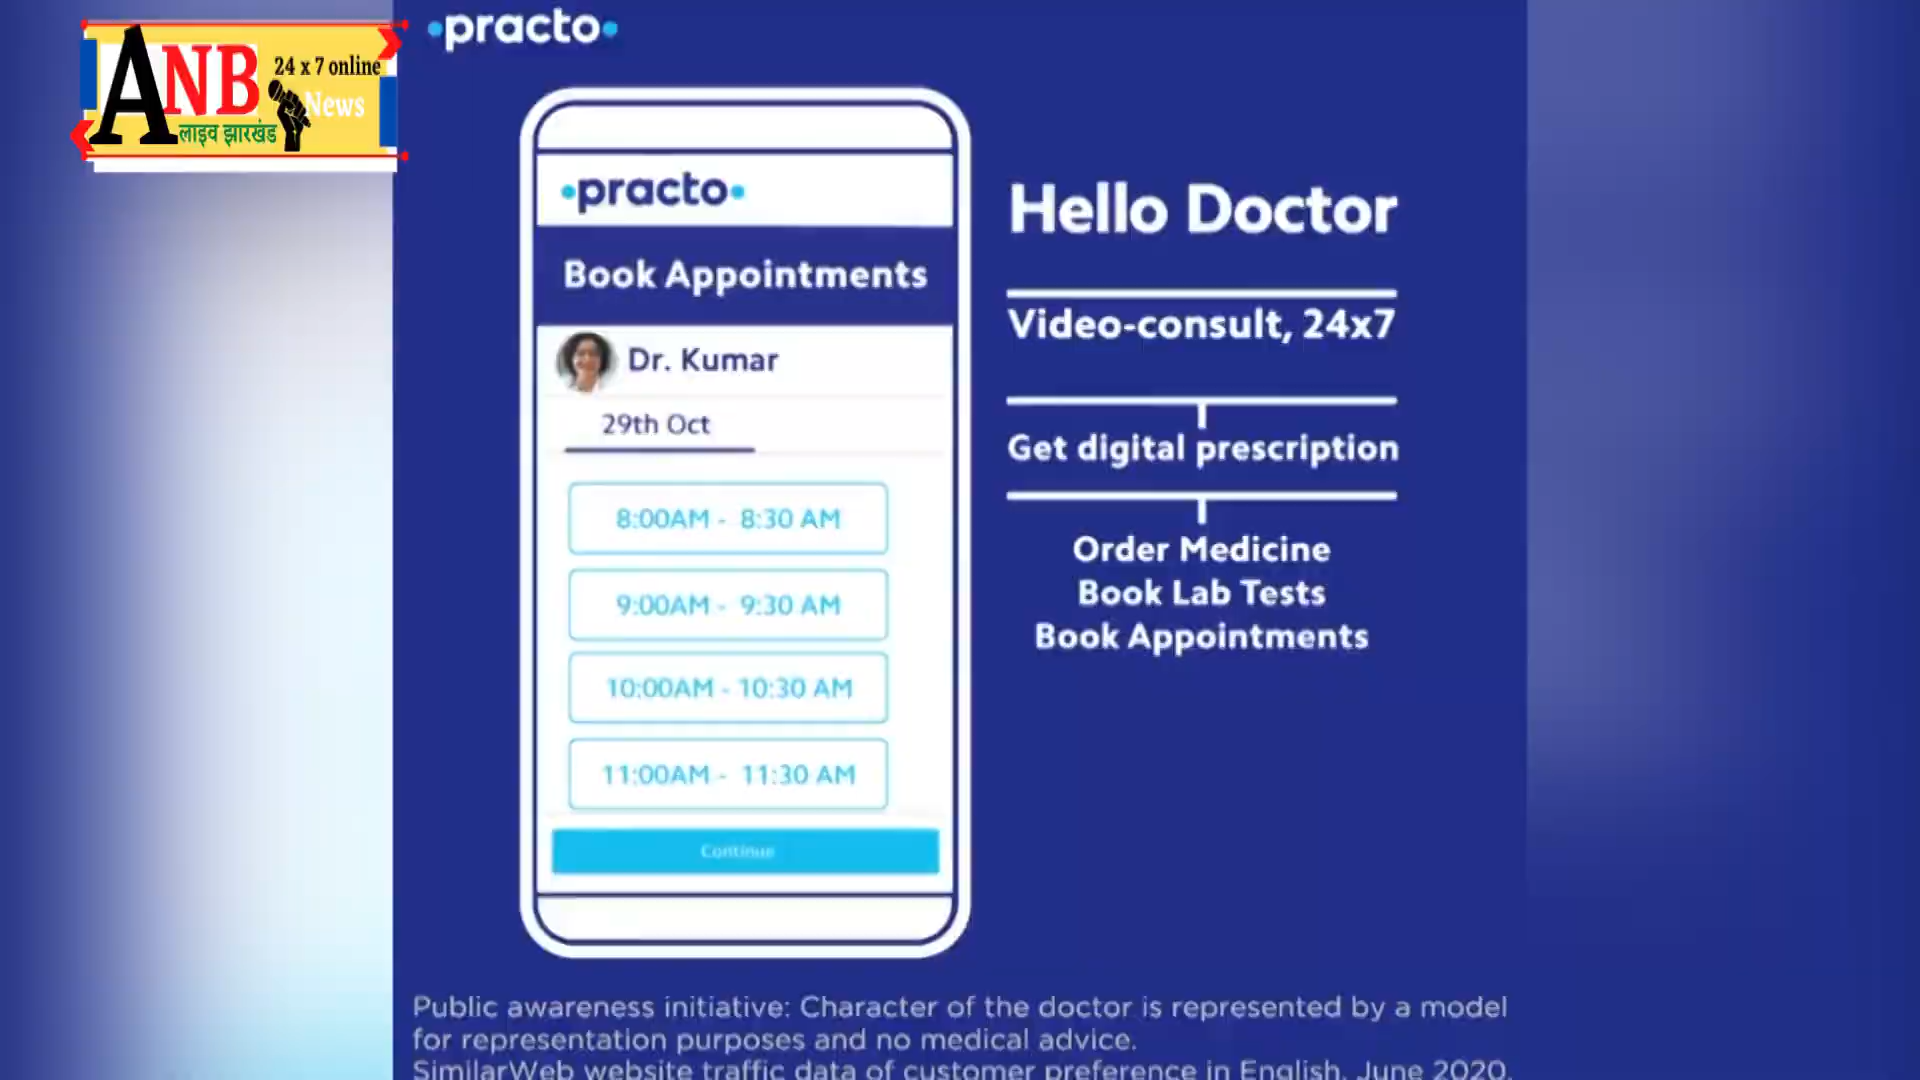 ANB
24 x 7 online
News
लाइव झारखंड
practo
practo
Book Appointments
Dr. Kumar
29th Oct
8:00AM - 8:30 AM
9:00AM - 9:30 AM
10:00AM - 10:30 AM
11:00AM - 11:30 AM
Continue
Hello Doctor
Video-consult, 24x7
Get digital prescription
Order Medicine
Book Lab Tests
Book Appointments
Public awareness initiative: Character of the doctor is represented by a model
for representation purposes and no medical advice.
SimilarWeb website traffic data of customer preference in English, June 2020.